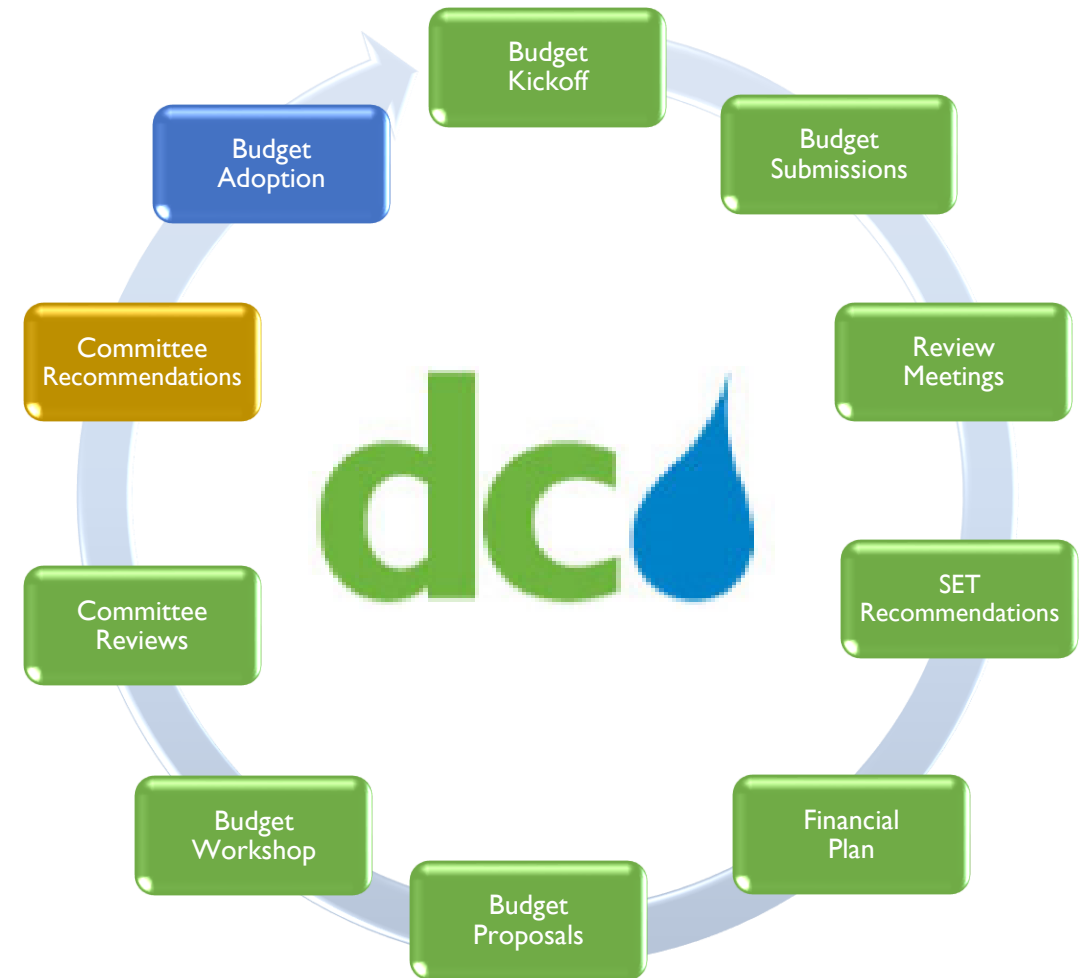 Budget
Kickoff
Budget
Submissions
Review
Meetings
SET
Recommendations
Financial
Plan
Budget
Proposals
Budget
Workshop
Committee
Reviews
Committee
Recommendations
Budget
Adoption
dc